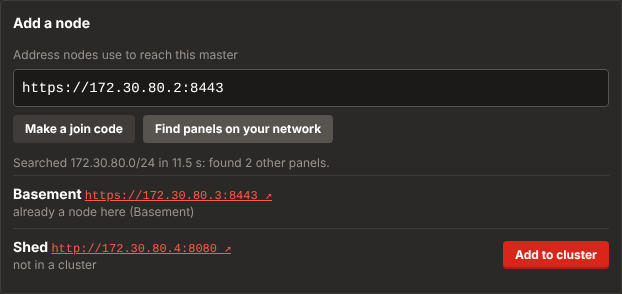 Add a node
Address nodes use to reach this master
https://172.30.80.2:8443
Make a join code
Find panels on your network
Searched 172.30.80.0/24 in 11.5 s: found 2 other panels.
Basement https://172.30.80.3:8443 ↗
already a node here (Basement)
Shed http://172.30.80.4:8080 ↗
not in a cluster
Add to cluster